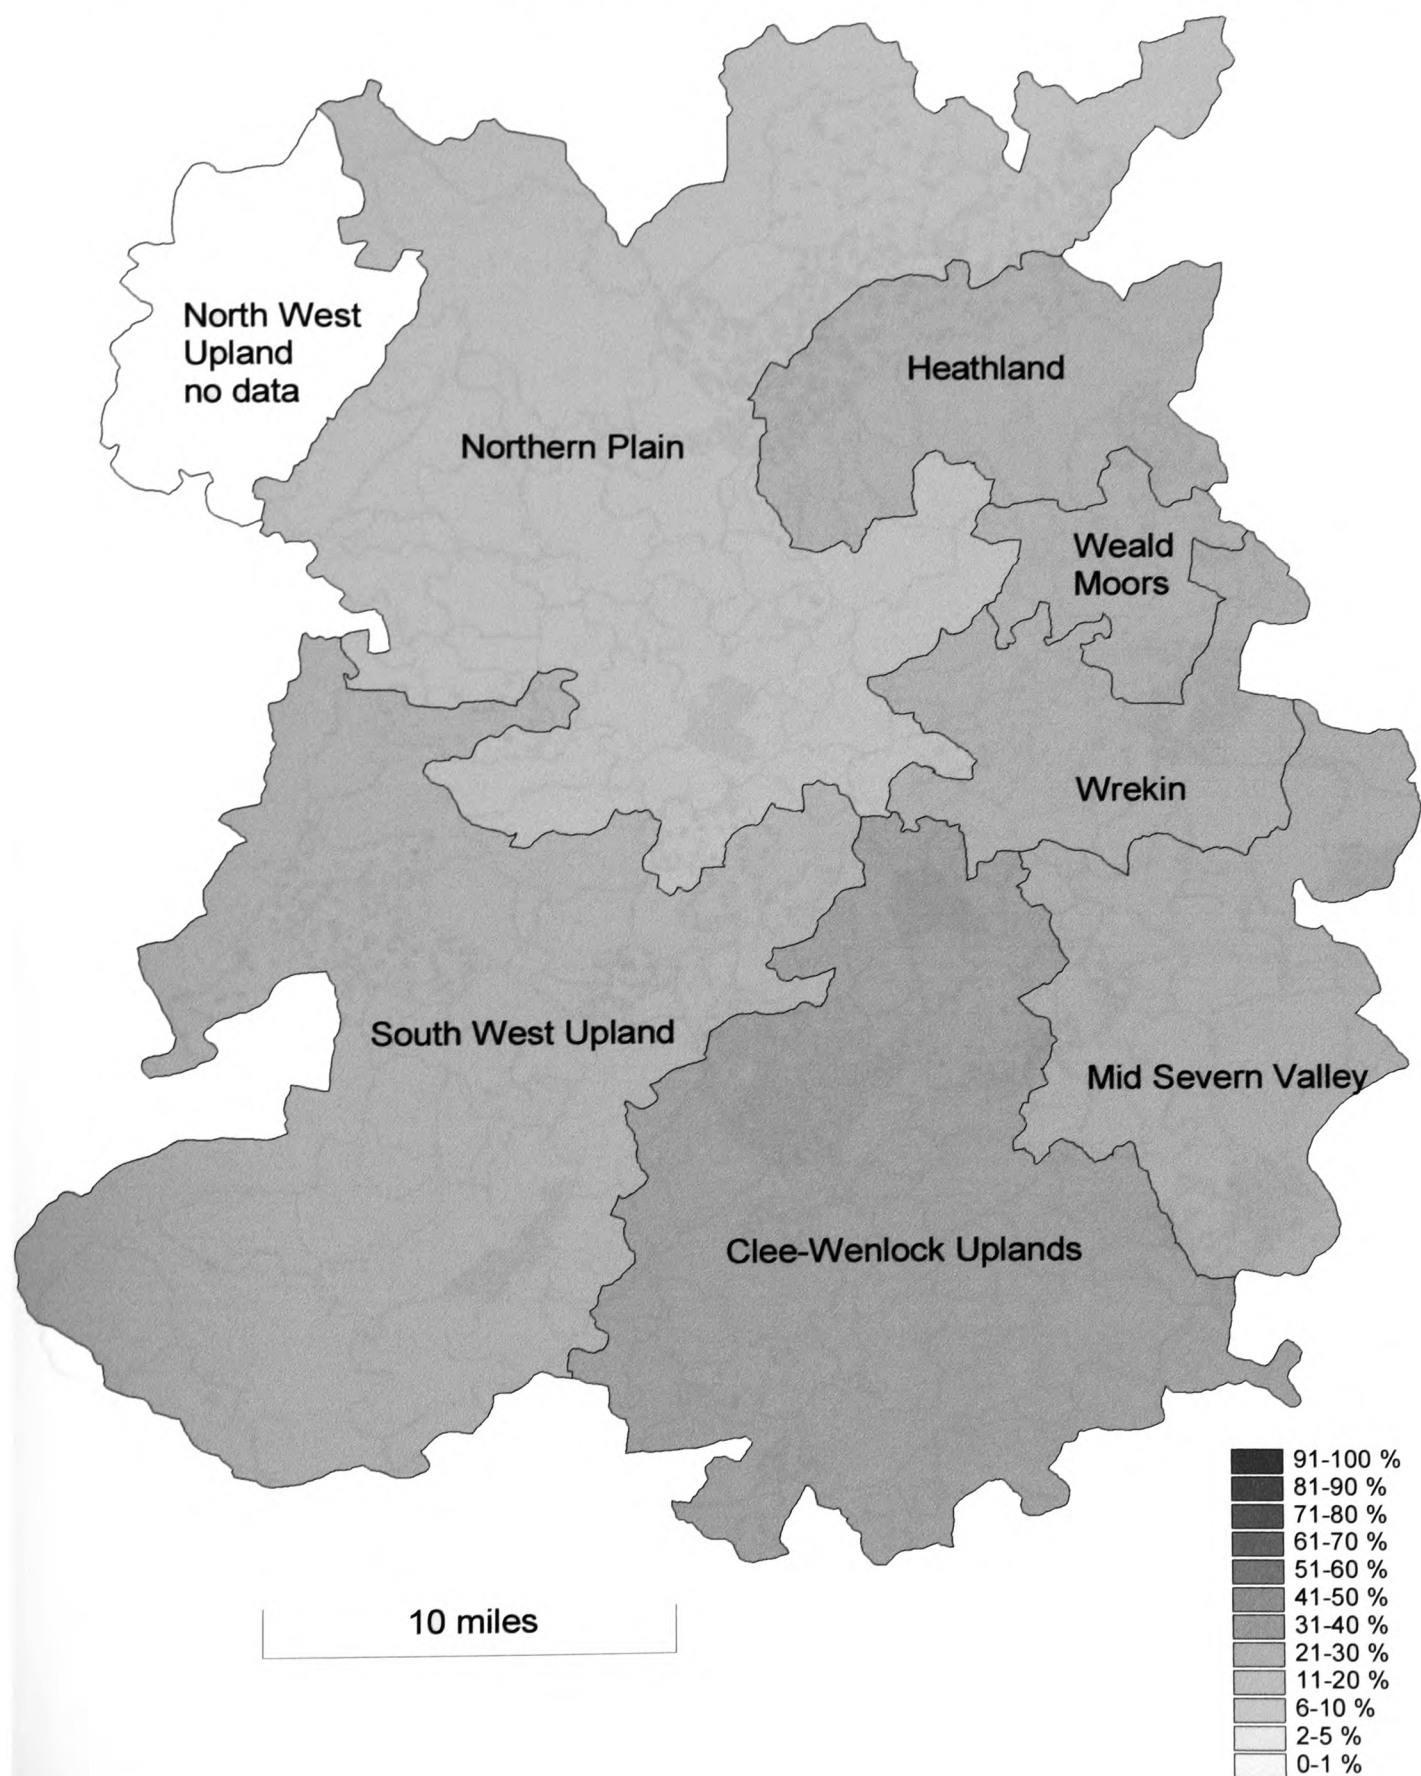 North West
Upland
no data
Heathland
Northern Plain
Weald
Moors
Wrekin
South West Upland
Mid Severn Valley
Clee-Wenlock Uplands
10 miles
91-100 %
81-90 %
71-80 %
61-70 %
51-60 %
41-50 %
31-40 %
21-30 %
11-20 %
6-10 %
2-5 %
0-1 %